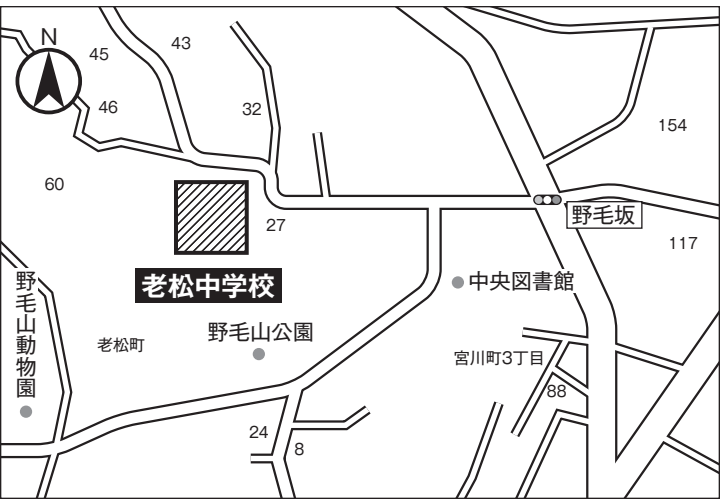 N
45
43
46
32
154
60
27
野毛坂
117
老松中学校
中央図書館
野毛山動物園
老松町
野毛山公園
宮川町3丁目
88
24
8